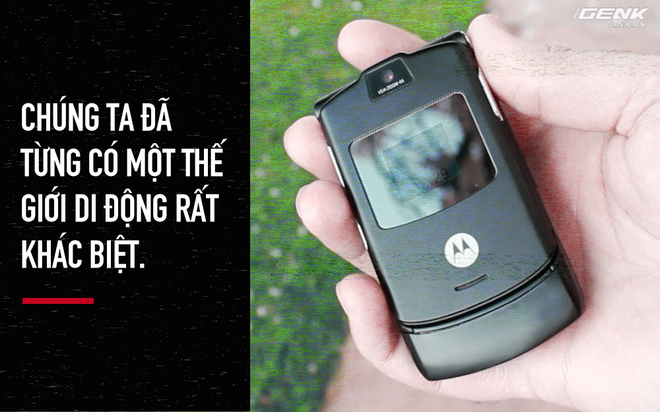 CHÚNG TA ĐÃ
TỪNG CÓ MỘT THẾ
GIỚI DI ĐỘNG RẤT
KHÁC BIỆT.
GENK